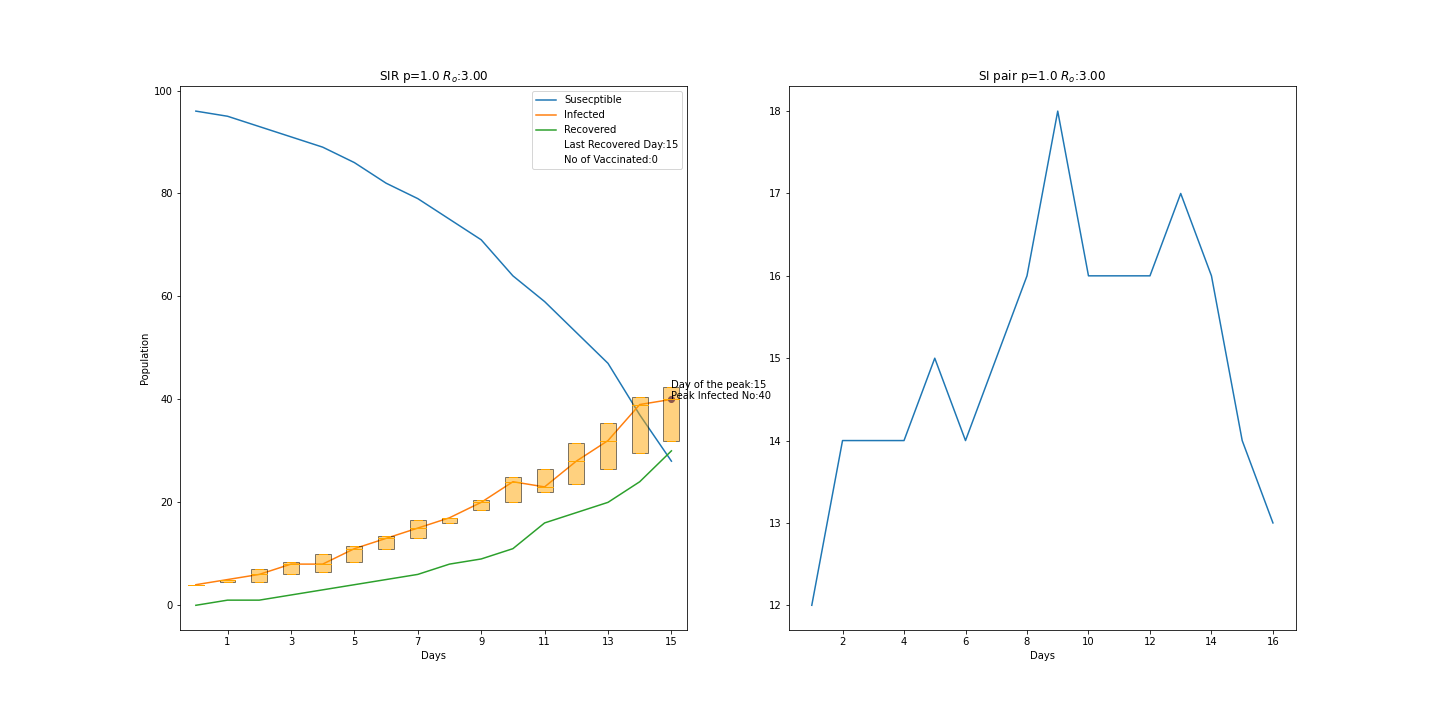 SIR p=1.0 Rₒ:3.00
100
80
60
40
20
0
Population
Susecptible
Infected
Recovered
Last Recovered Day:15
No of Vaccinated:0
Day of the peak:15
Peak Infected No:40
1 3 5 7 9 11 13 15
Days
SI pair p=1.0 Rₒ:3.00
18
17
16
15
14
13
12
2 4 6 8 10 12 14 16
Days